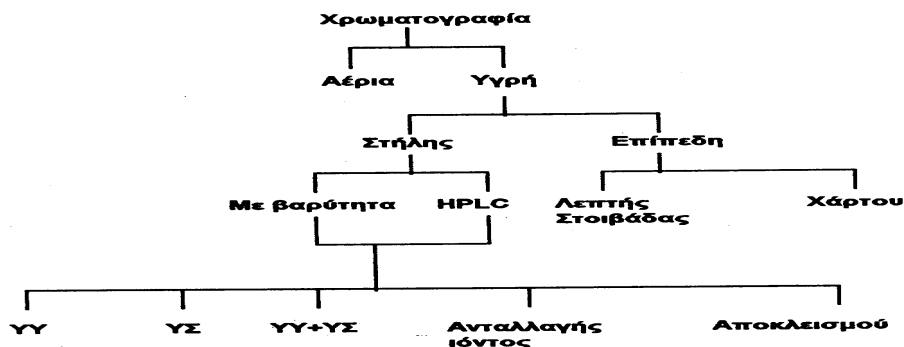 Χρωματογραφία
Αέρια Υγρή
Στήλης Επίπεδη
Με βαρύτητα HPLC Λεπτής Στοιβάδας Χάρτου
ΥΥ ΥΣ ΥΥ+ΥΣ Ανταλλαγής ιόντος Αποκλεισμού